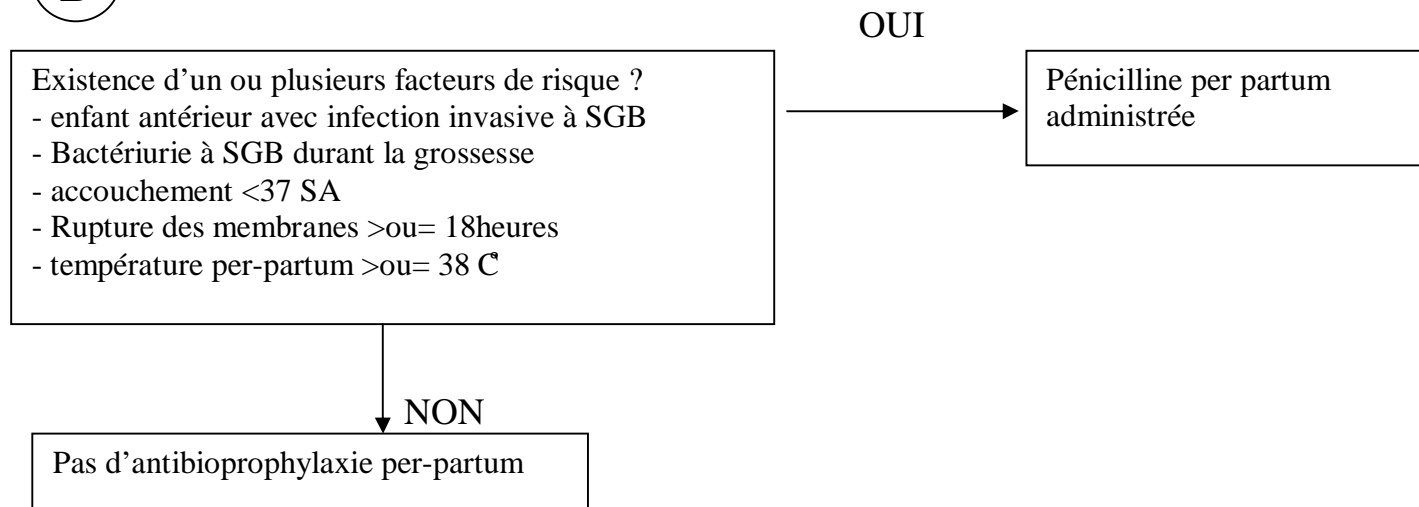 OUI
Existence d'un ou plusieurs facteurs de risque ?
- enfant antérieur avec infection invasive à SGB
- Bactériurie à SGB durant la grossesse
- accouchement <37 SA
- Rupture des membranes >ou= 18heures
- température per-partum >ou= 38 C°
Pénicilline per partum
administrée
NON
Pas d'antibioprophylaxie per-partum